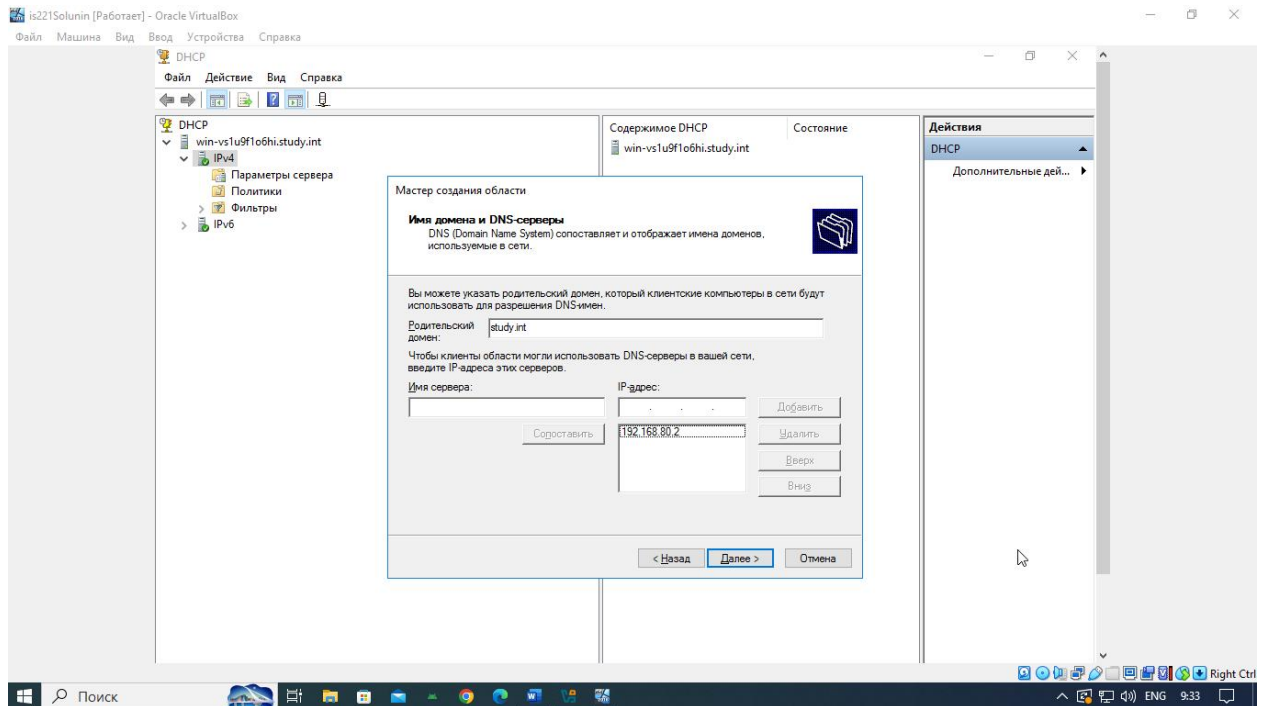 is221Solunin [Работает] - Oracle VirtualBox
Файл Машина Вид Ввод Устройства Справка
DHCP
Файл Действие Вид Справка
DHCP
win-vs1u9f1o6hi.study.int
IPv4
Параметры сервера
Политики
Фильтры
IPv6
Содержимое DHCP Состояние
win-vs1u9f1o6hi.study.int
Действия
DHCP
Дополнительные дей...
Мастер создания области
Имя домена и DNS-серверы
DNS (Domain Name System) сопоставляет и отображает имена доменов,
используемые в сети.
Вы можете указать родительский домен, который клиентские компьютеры в сети будут
использовать для разрешения DNS-имен.
Родительский
домен:
study.int
Чтобы клиенты области могли использовать DNS-серверы в вашей сети,
введите IP-адреса этих серверов.
Имя сервера: IP-адрес:
Добавить
Сопоставить 192.168.80.2 Удалить
Вверх
Вниз
< Назад Далее > Отмена
Right Ctrl
Поиск ENG 9:33